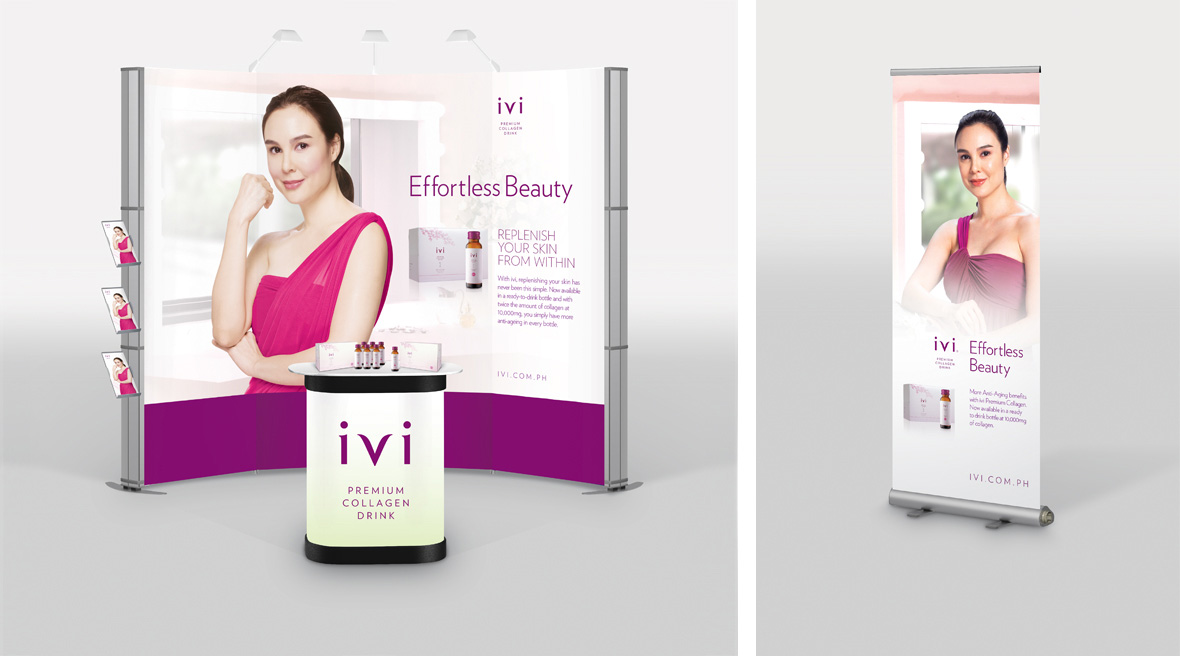 ivi
PREMIUM
COLLAGEN
DRINK
Effortless Beauty
REPLENISH
YOUR SKIN
FROM WITHIN
With ivi, replenishing your skin has
never been this simple. Now available
in a ready-to-drink bottle and with
twice the amount of collagen at
10,000mg, you simply have more
anti-ageing in every bottle.
IVI.COM.PH
ivi
ivi
ivi
PREMIUM
COLLAGEN
DRINK
ivi
PREMIUM
COLLAGEN
DRINK
Effortless
Beauty
More Anti-Aging benefits
with ivi Premium Collagen.
Now available in a ready
to drink bottle at 10,000mg
of collagen.
IVI.COM.PH